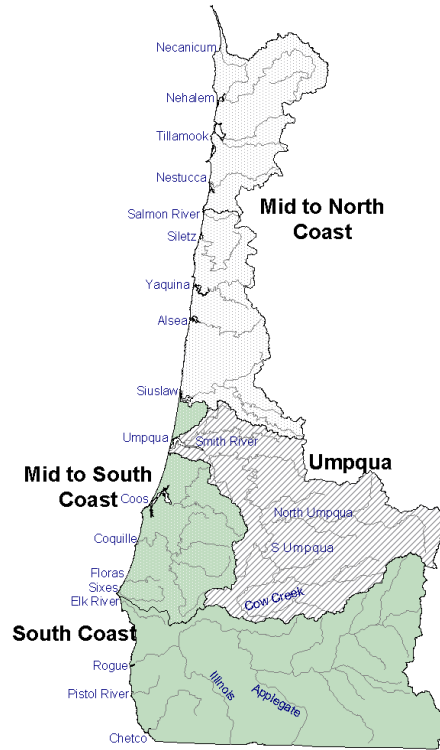 Necanicum
Nehalem
Tillamook
Nestucca
Mid to North
Coast
Salmon River
Siletz
Yaquina
Alsea
Siuslaw
Umpqua
Smith River
Umpqua
Mid to South
Coast
Coos
North Umpqua
Coquille
S Umpqua
Floras
Sixes
Elk River
Cow Creek
South Coast
Rogue
Pistol River
Illinois
Applegate
Chetco